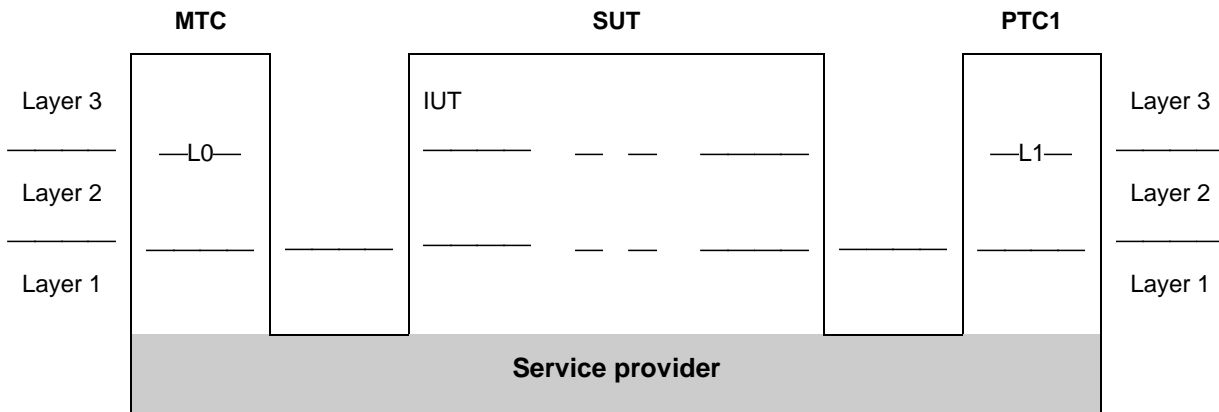 MTC SUT PTC1
Layer 3 IUT Layer 3
L0 L1
Layer 2 Layer 2
Layer 1 Layer 1
Service provider